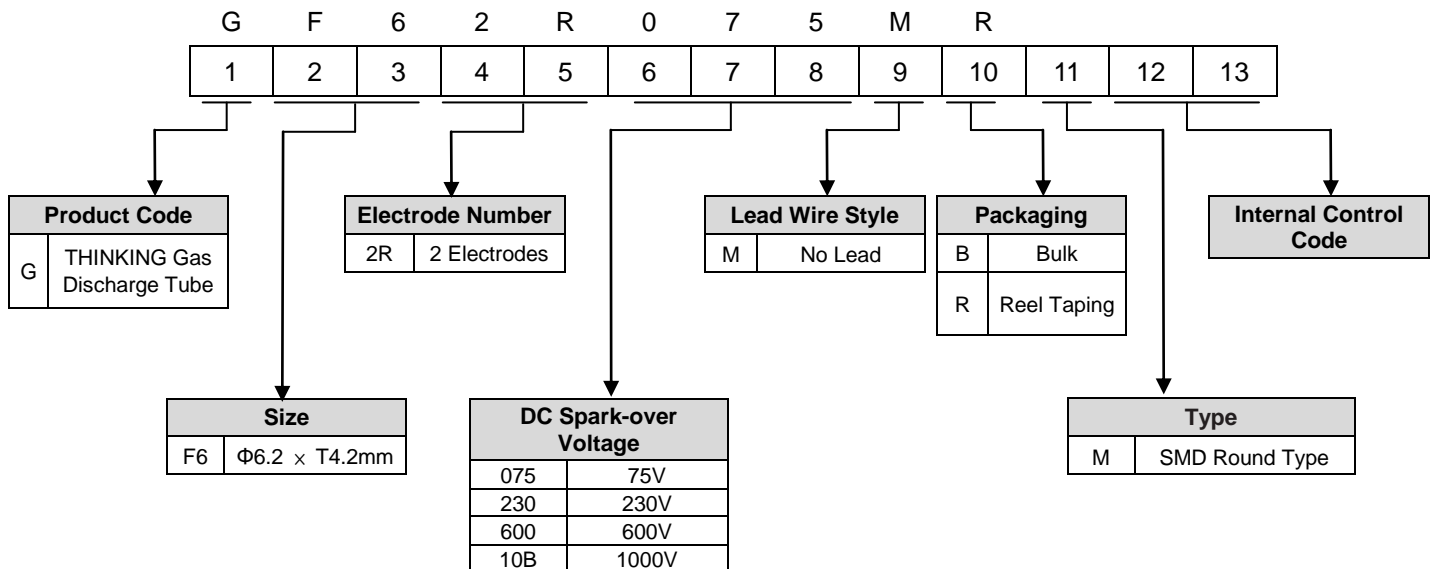 G F 6 2 R 0 7 5 M R
1 2 3 4 5 6 7 8 9 10 11 12 13
Product Code
G THINKING Gas
Discharge Tube
Electrode Number
2R 2 Electrodes
Lead Wire Style
M No Lead
Packaging
B Bulk
R Reel Taping
Internal Control
Code
Size
F6 Φ6.2 × T4.2mm
DC Spark-over
Voltage
075 75V
230 230V
600 600V
10B 1000V
Type
M SMD Round Type